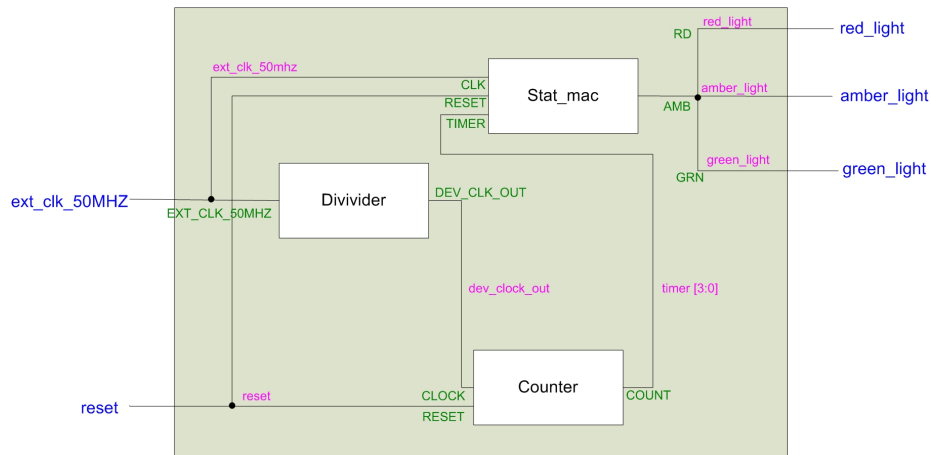 red_light
RD
red_light
ext_clk_50mhz
CLK
Stat_mac
amber_light
amber_light
RESET
AMB
TIMER
green_light
green_light
GRN
ext_clk_50MHZ
EXT_CLK_50MHZ
Divivider
DEV_CLK_OUT
dev_clock_out
timer [3:0]
reset
reset
CLOCK
Counter
COUNT
RESET